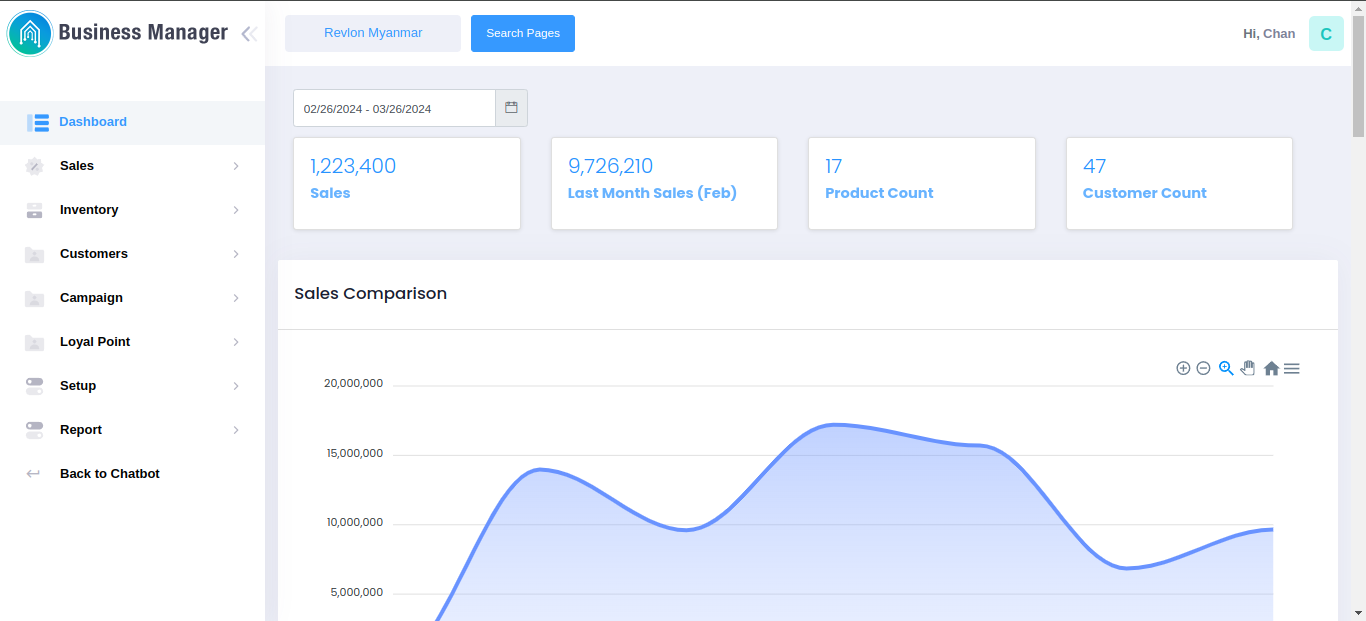 Business Manager
Revlon Myanmar
Search Pages
Hi, Chan
C
Dashboard
Sales
Inventory
Customers
Campaign
Loyal Point
Setup
Report
Back to Chatbot
02/26/2024 - 03/26/2024
1,223,400
Sales
9,726,210
Last Month Sales (Feb)
17
Product Count
47
Customer Count
Sales Comparison
20,000,000
15,000,000
10,000,000
5,000,000